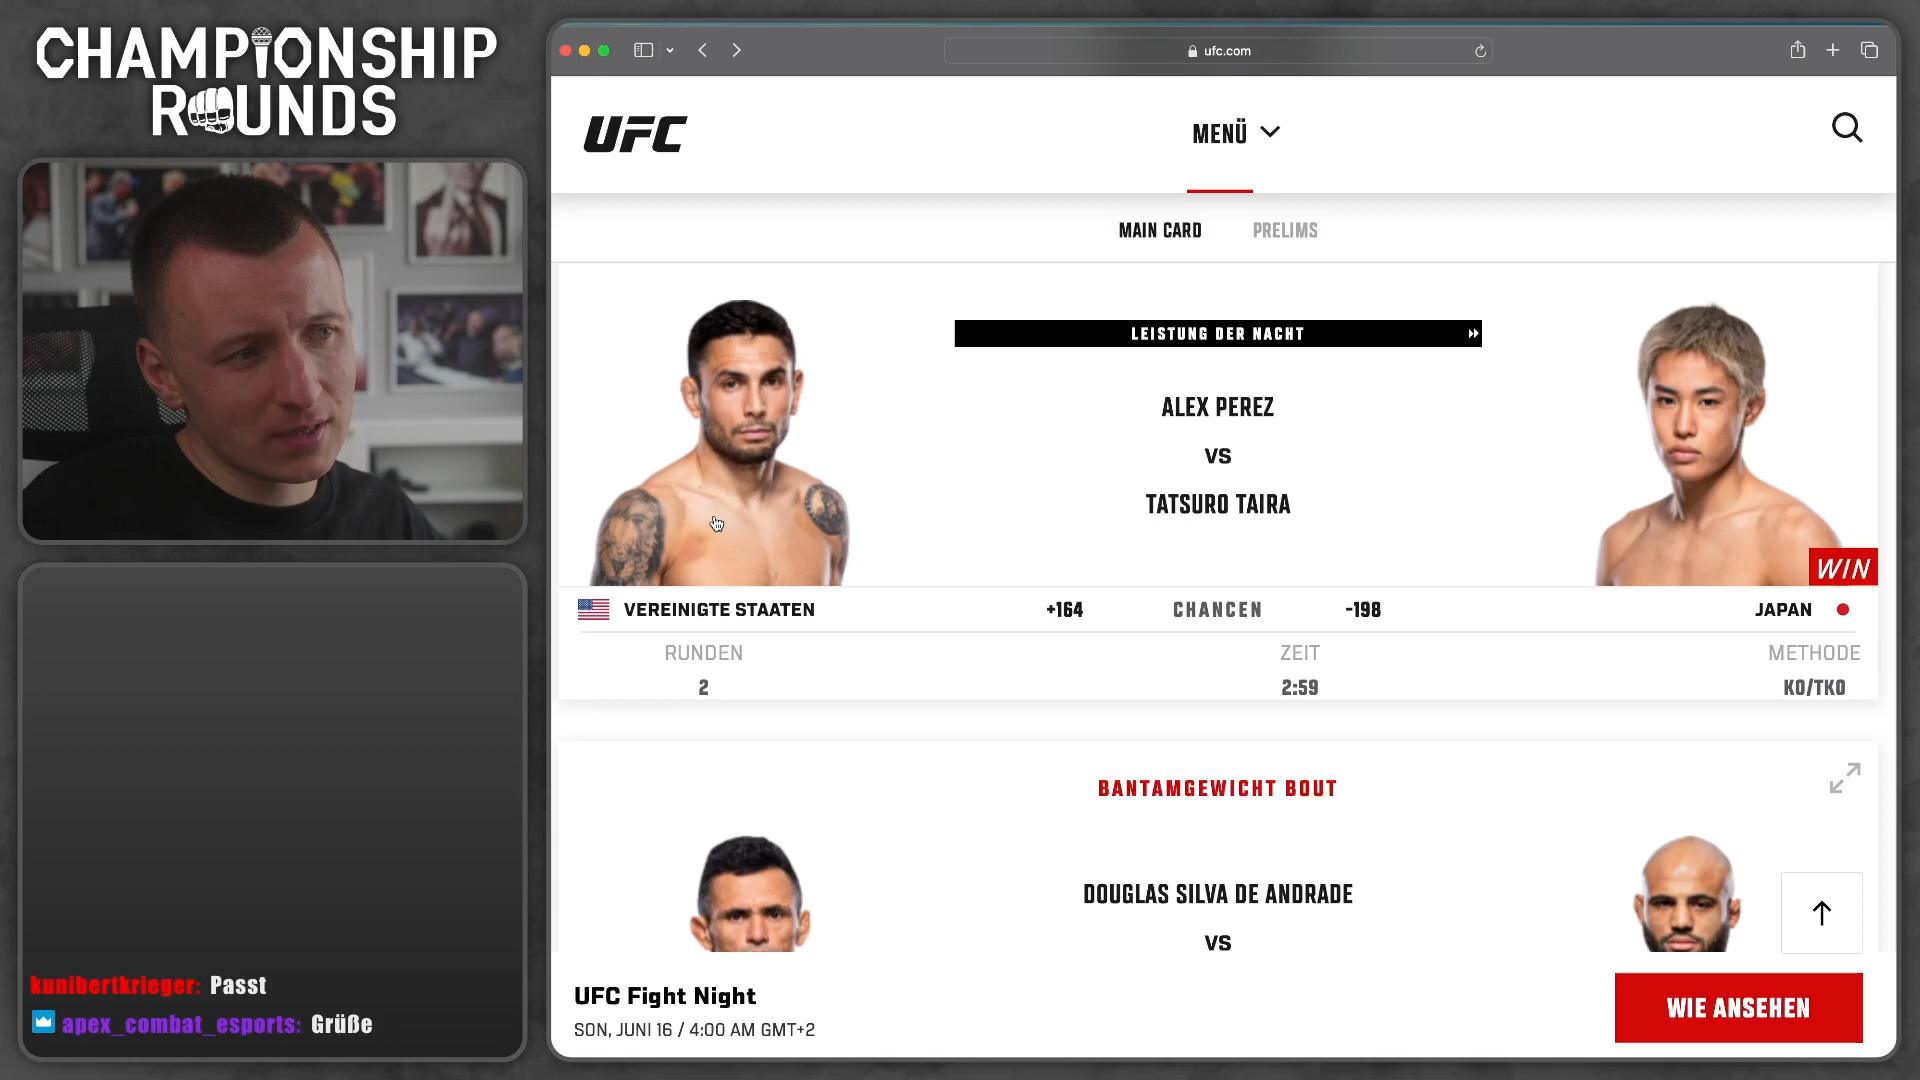 CHAMPIONSHIP
ROUNDS
ufc.com
UFC
MENÜ
MAIN CARD
PRELIMS
LEISTUNG DER NACHT
ALEX PEREZ
VS
TATSURO TAIRA
WIN
VEREINIGTE STAATEN
+164
CHANCEN
-198
JAPAN
RUNDEN
ZEIT
METHODE
2
2:59
KO/TKO
BANTAMGEWICHT BOUT
DOUGLAS SILVA DE ANDRADE
VS
kunibertkrieger: Passt
apex_combat_esports: Grüße
UFC Fight Night
SON, JUNI 16 / 4:00 AM GMT+2
WIE ANSEHEN